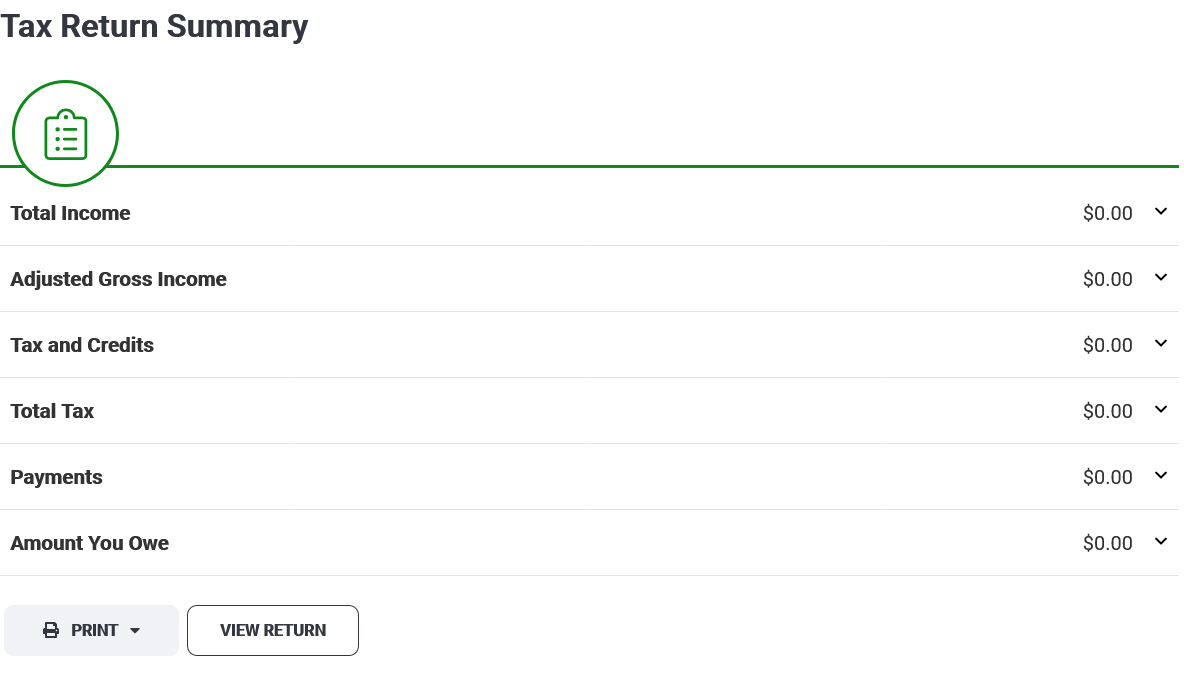 Tax Return Summary
Total Income $0.00
Adjusted Gross Income $0.00
Tax and Credits $0.00
Total Tax $0.00
Payments $0.00
Amount You Owe $0.00
PRINT VIEW RETURN